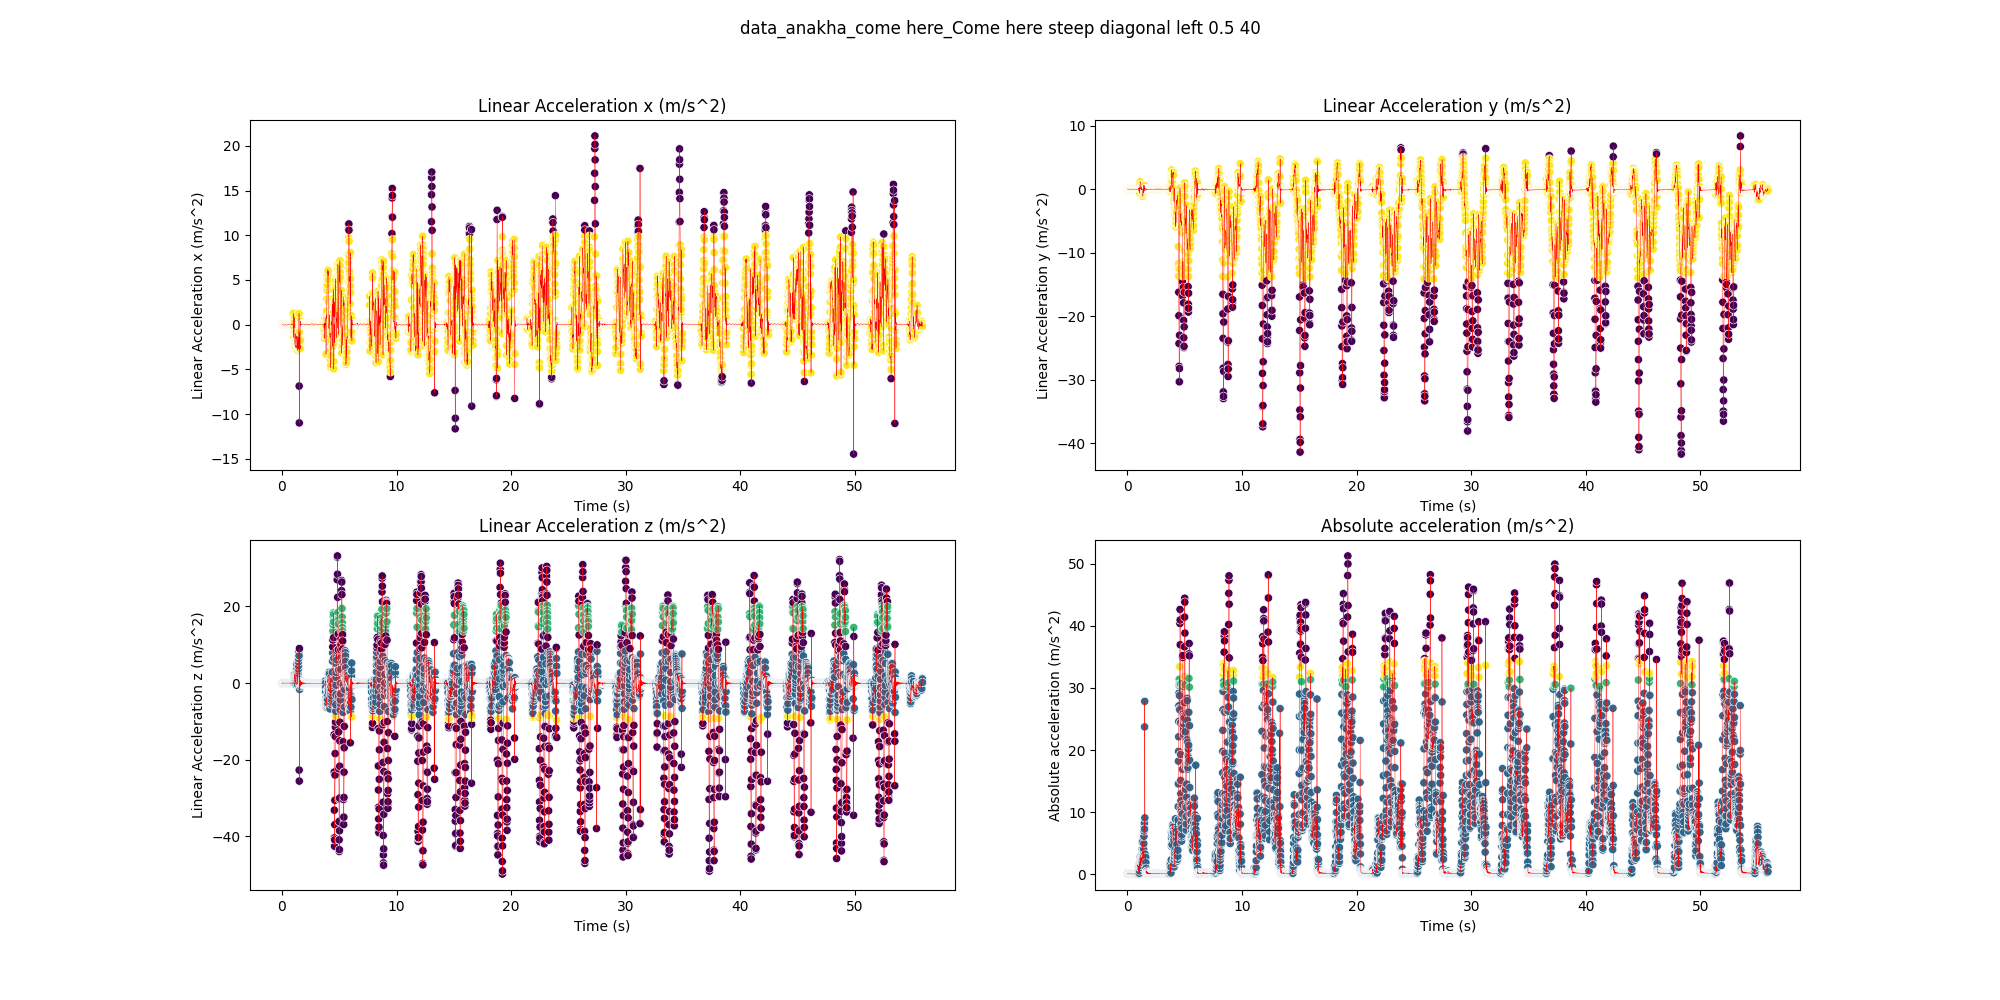 data_anakha_come here_Come here steep diagonal left 0.5 40
Linear Acceleration x (m/s^2)
Linear Acceleration x (m/s^2)
20
15
10
5
0
−5
−10
−15
0 10 20 30 40 50
Time (s)
Linear Acceleration y (m/s^2)
Linear Acceleration y (m/s^2)
10
0
−10
−20
−30
−40
0 10 20 30 40 50
Time (s)
Linear Acceleration z (m/s^2)
Linear Acceleration z (m/s^2)
20
0
−20
−40
0 10 20 30 40 50
Time (s)
Absolute acceleration (m/s^2)
Absolute acceleration (m/s^2)
50
40
30
20
10
0
0 10 20 30 40 50
Time (s)